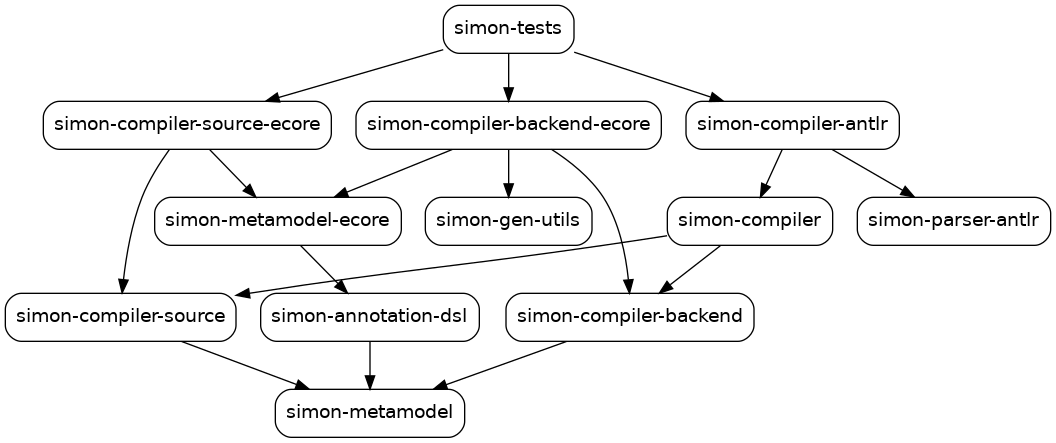 simon-tests
simon-compiler-source-ecore
simon-compiler-backend-ecore
simon-compiler-antlr
simon-metamodel-ecore
simon-gen-utils
simon-compiler
simon-parser-antlr
simon-compiler-source
simon-annotation-dsl
simon-compiler-backend
simon-metamodel